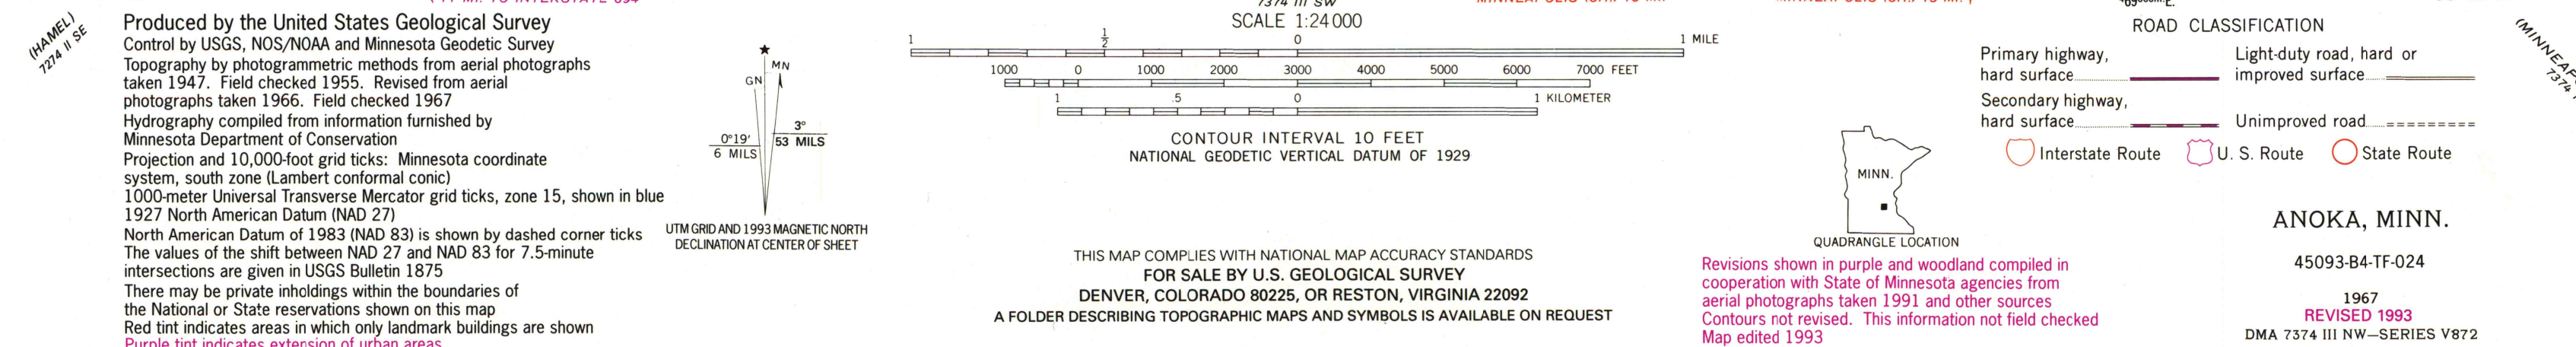 (HAMEL)
7274 II SE
Produced by the United States Geological Survey
Control by USGS, NOS/NOAA and Minnesota Geodetic Survey
Topography by photogrammetric methods from aerial photographs
taken 1947. Field checked 1955. Revised from aerial
photographs taken 1966. Field checked 1967
Hydrography compiled from information furnished by
Minnesota Department of Conservation
Projection and 10,000-foot grid ticks: Minnesota coordinate
system, south zone (Lambert conformal conic)
1000-meter Universal Transverse Mercator grid ticks, zone 15, shown in blue
1927 North American Datum (NAD 27)
North American Datum of 1983 (NAD 83) is shown by dashed corner ticks
The values of the shift between NAD 27 and NAD 83 for 7.5-minute
intersections are given in USGS Bulletin 1875
There may be private inholdings within the boundaries of
the National or State reservations shown on this map
Red tint indicates areas in which only landmark buildings are shown
Purple tint indicates extension of urban areas
MN
GN
3°
0°19'
53 MILS
6 MILS
UTM GRID AND 1993 MAGNETIC NORTH
DECLINATION AT CENTER OF SHEET
7374 III SW
SCALE 1:24 000
1 ½ 0 1 MILE
1000 0 1000 2000 3000 4000 5000 6000 7000 FEET
1 .5 0 1 KILOMETER
CONTOUR INTERVAL 10 FEET
NATIONAL GEODETIC VERTICAL DATUM OF 1929
THIS MAP COMPLIES WITH NATIONAL MAP ACCURACY STANDARDS
FOR SALE BY U.S. GEOLOGICAL SURVEY
DENVER, COLORADO 80225, OR RESTON, VIRGINIA 22092
A FOLDER DESCRIBING TOPOGRAPHIC MAPS AND SYMBOLS IS AVAILABLE ON REQUEST
MINN.
QUADRANGLE LOCATION
Revisions shown in purple and woodland compiled in
cooperation with State of Minnesota agencies from
aerial photographs taken 1991 and other sources
Contours not revised. This information not field checked
Map edited 1993
ROAD CLASSIFICATION
Primary highway,
hard surface
Light-duty road, hard or
improved surface
Secondary highway,
hard surface
Unimproved road
Interstate Route
U. S. Route
State Route
ANOKA, MINN.
45093-B4-TF-024
1967
REVISED 1993
DMA 7374 III NW—SERIES V872